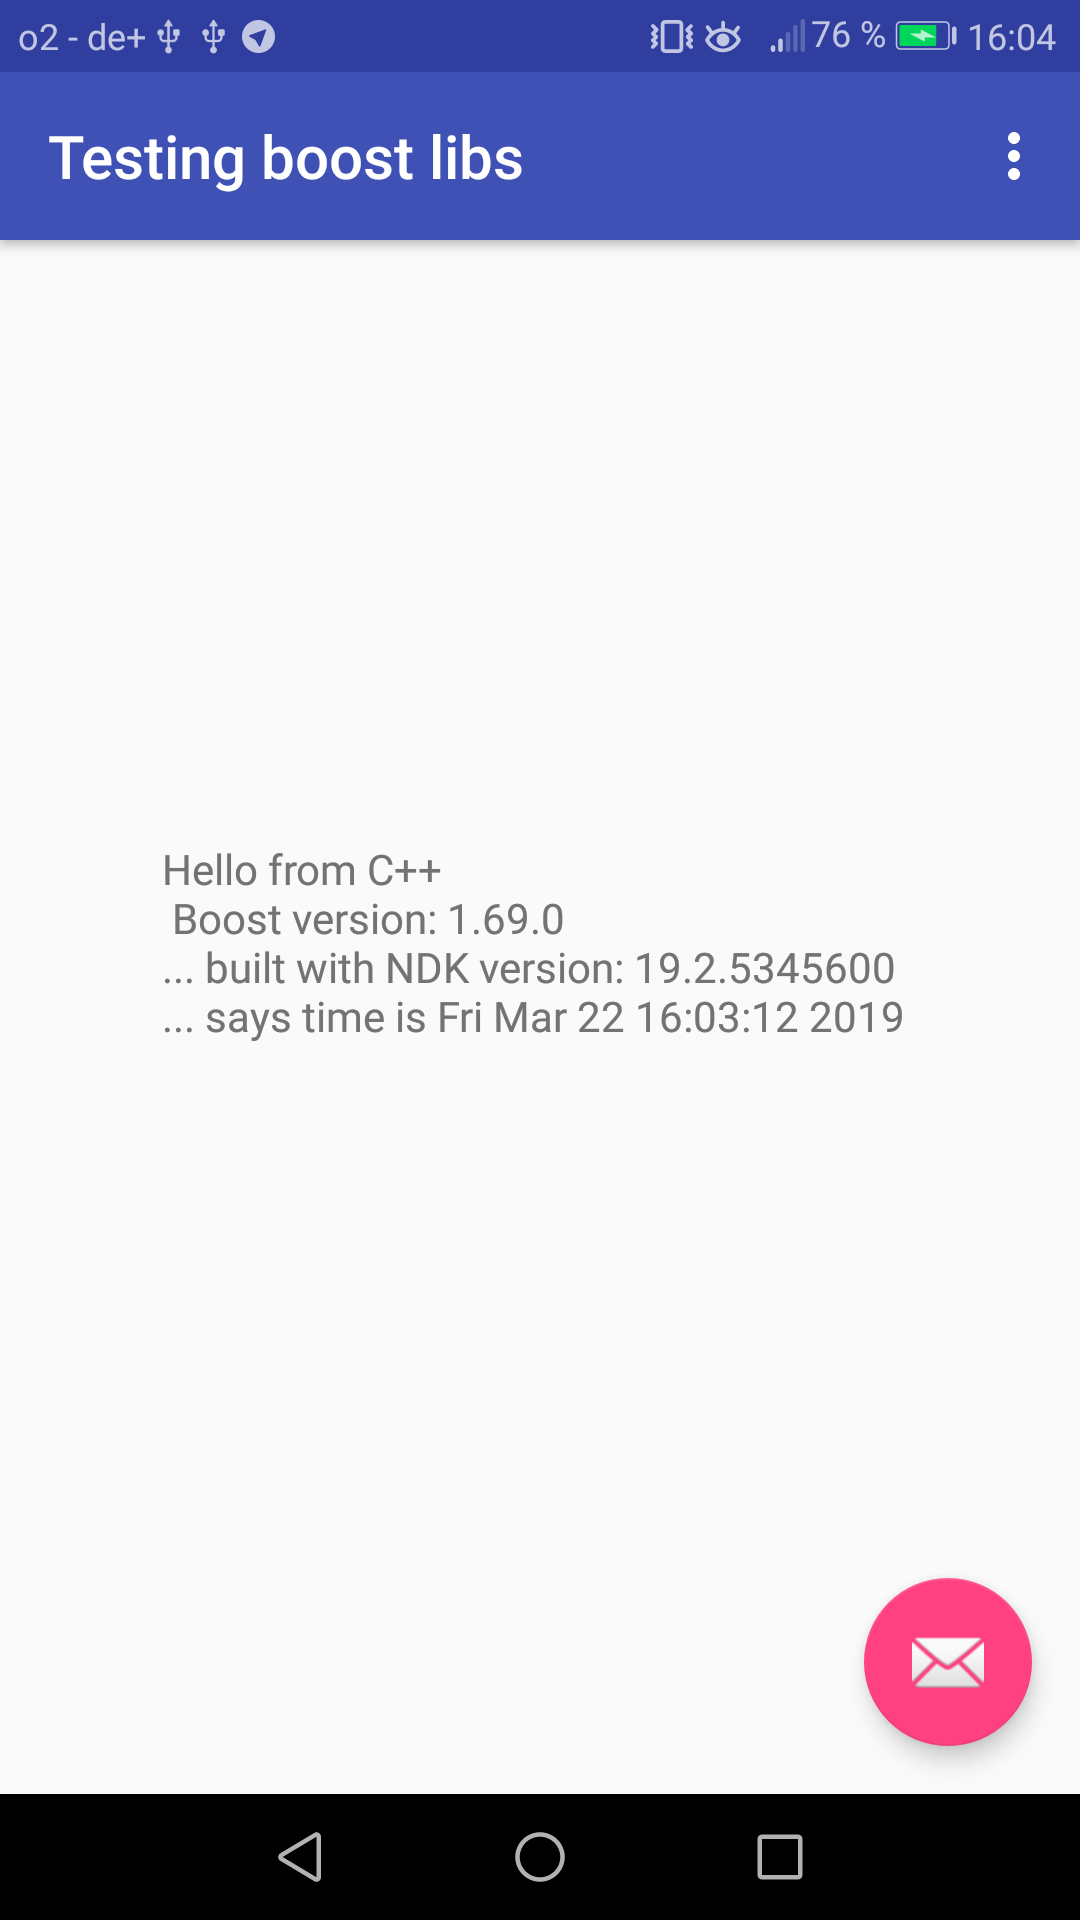 o2 - de+ 76 % 16:04
Testing boost libs
Hello from C++
Boost version: 1.69.0
... built with NDK version: 19.2.5345600
... says time is Fri Mar 22 16:03:12 2019